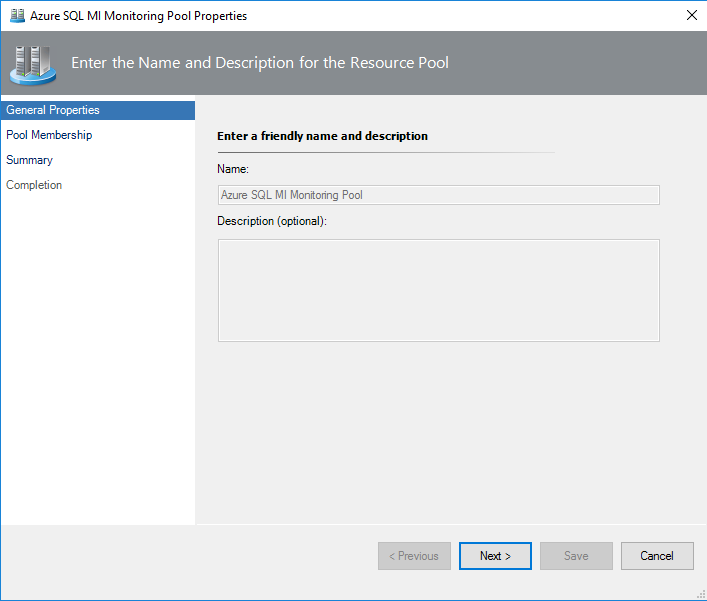 Azure SQL MI Monitoring Pool Properties
Enter the Name and Description for the Resource Pool
General Properties
Pool Membership
Summary
Completion
Enter a friendly name and description
Name:
Azure SQL MI Monitoring Pool
Description (optional):
< Previous
Next >
Save
Cancel